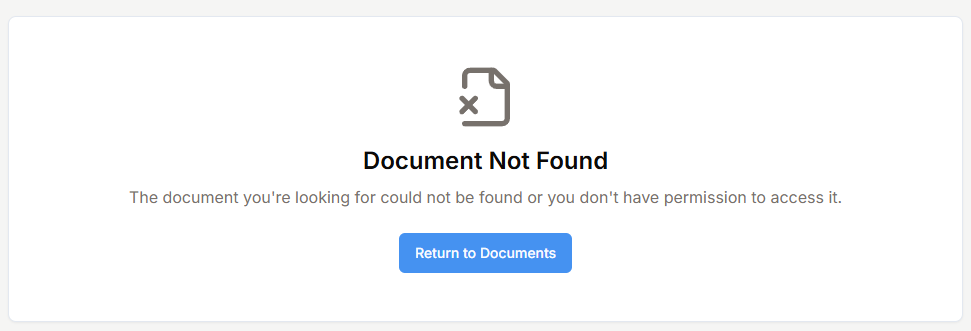 Document Not Found
The document you're looking for could not be found or you don't have permission to access it.
Return to Documents